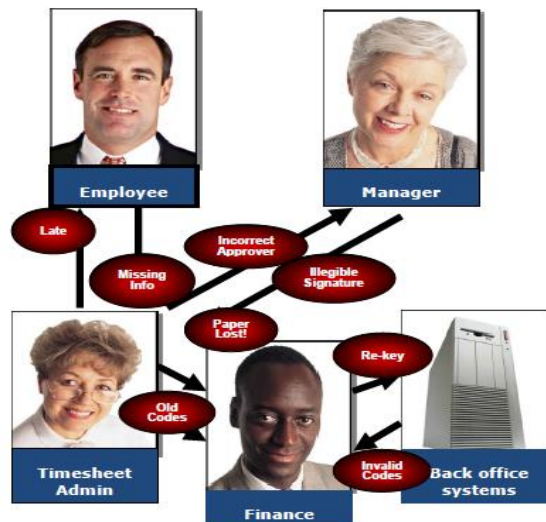 Employee
Manager
Late
Incorrect
Approver
Missing
Info
Illegible
Signature
Paper
Lost!
Re-key
Old
Codes
Timesheet
Admin
Invalid
Codes
Back office
systems
Finance